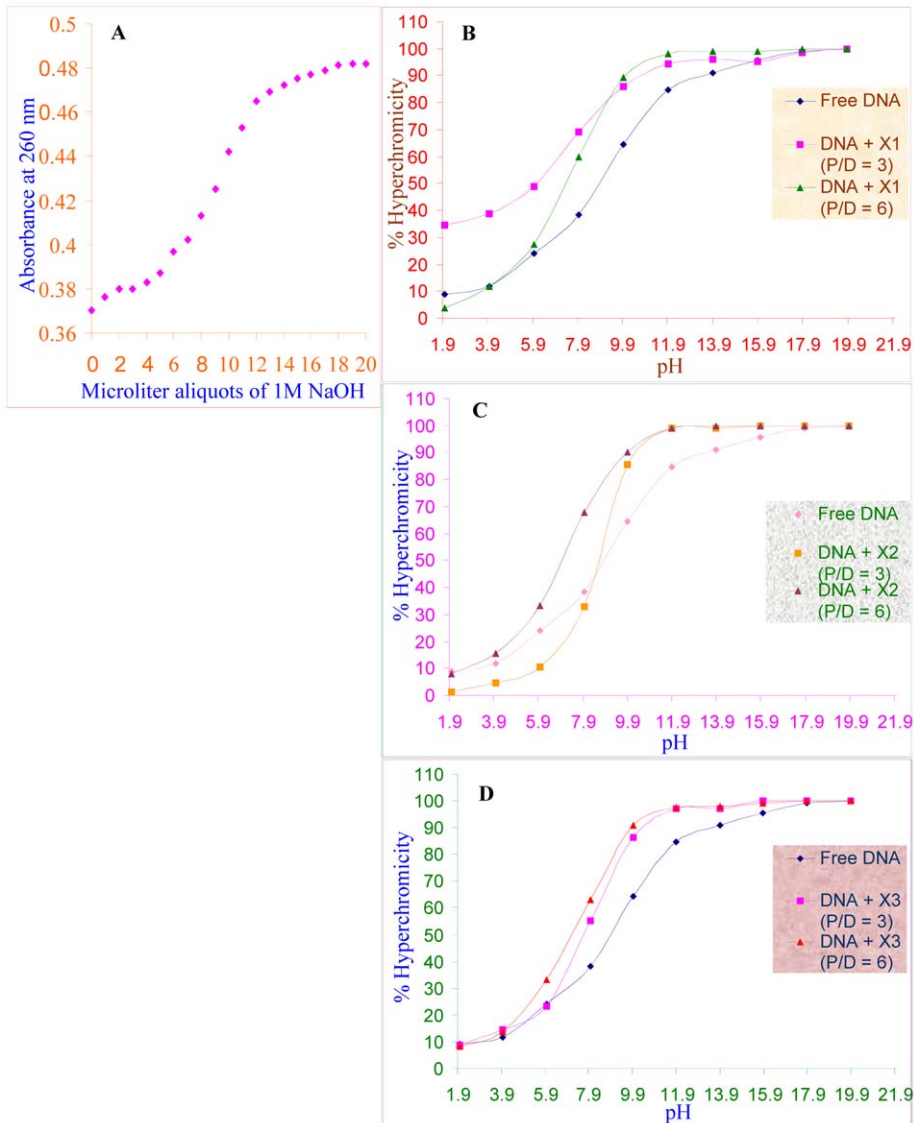 A
Absorbance at 260 nm
0.5
0.48
0.44
0.42
0.4
0.38
0.36
0 2 4 6 8 10 12 14 16 18 20
Microliter aliquots of 1M NaOH
B
% Hyperchromicity
110
100
90
80
70
60
50
40
30
20
10
0
1.9 3.9 5.9 7.9 9.9 11.9 13.9 15.9 17.9 19.9 21.9
pH
Free DNA
DNA + X1
(P/D = 3)
DNA + X1
(P/D = 6)
C
% Hyperchromicity
110
100
90
80
70
60
50
40
30
20
10
0
1.9 3.9 5.9 7.9 9.9 11.9 13.9 15.9 17.9 19.9 21.9
pH
Free DNA
DNA + X2
(P/D = 3)
DNA + X2
(P/D = 6)
D
% Hyperchromicity
110
100
90
80
70
60
50
40
30
20
10
0
1.9 3.9 5.9 7.9 9.9 11.9 13.9 15.9 17.9 19.9 21.9
pH
Free DNA
DNA + X3
(P/D = 3)
DNA + X3
(P/D = 6)